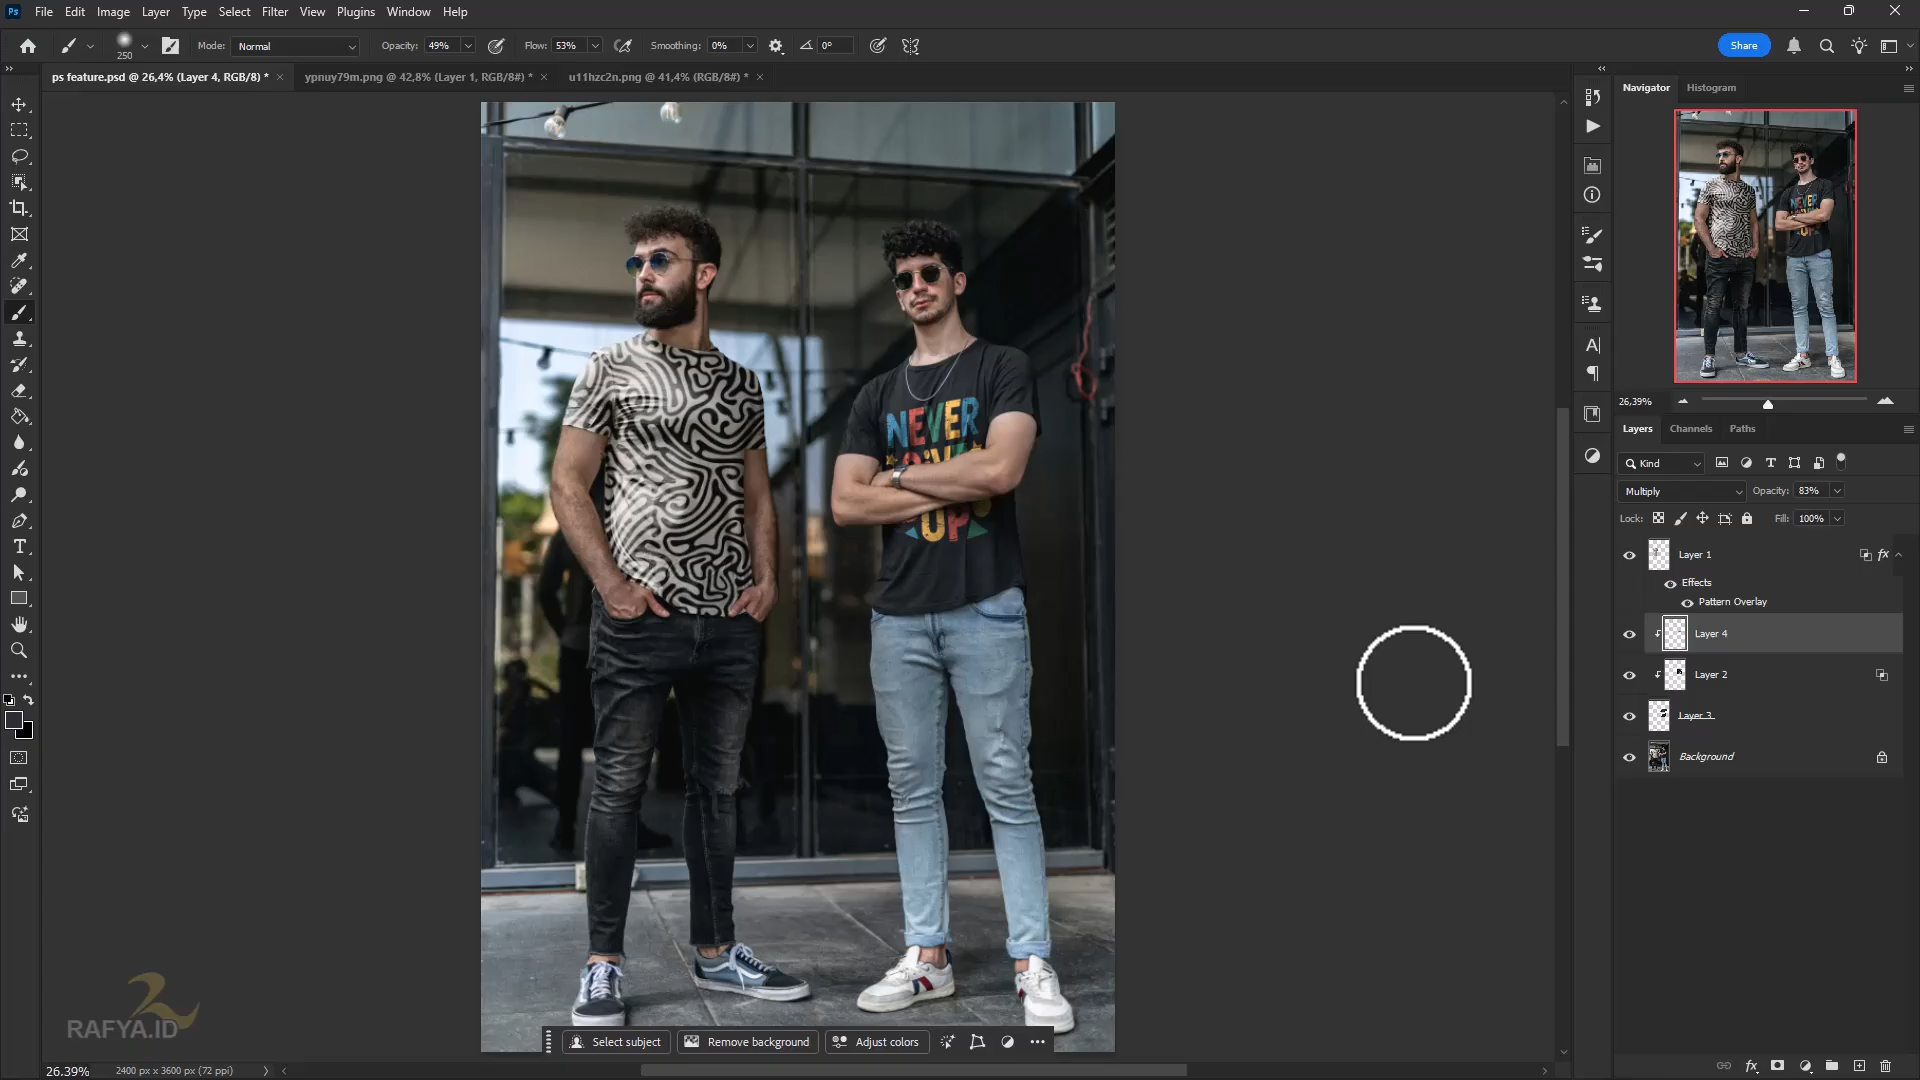 Ps File Edit Image Layer Type Select Filter View Plugins Window Help
250 Mode: Normal Opacity: 49% Flow: 53% Smoothing: 0% 0° Share
ps feature.psd @ 26,4% (Layer 4, RGB/8) * ypnuy79m.png @ 42,8% (Layer 1, RGB/8#) * u11hzc2n.png @ 41,4% (RGB/8#) *
Navigator Histogram
26,39%
Layers Channels Paths
Kind
Multiply Opacity: 83%
Lock: Fill: 100%
Layer 1 fx
Effects
Pattern Overlay
Layer 4
Layer 2
Layer 3
Background
NEVER
UP
RAFYA.ID
Select subject Remove background Adjust colors
26.39% 2400 px x 3600 px (72 ppi)
fx